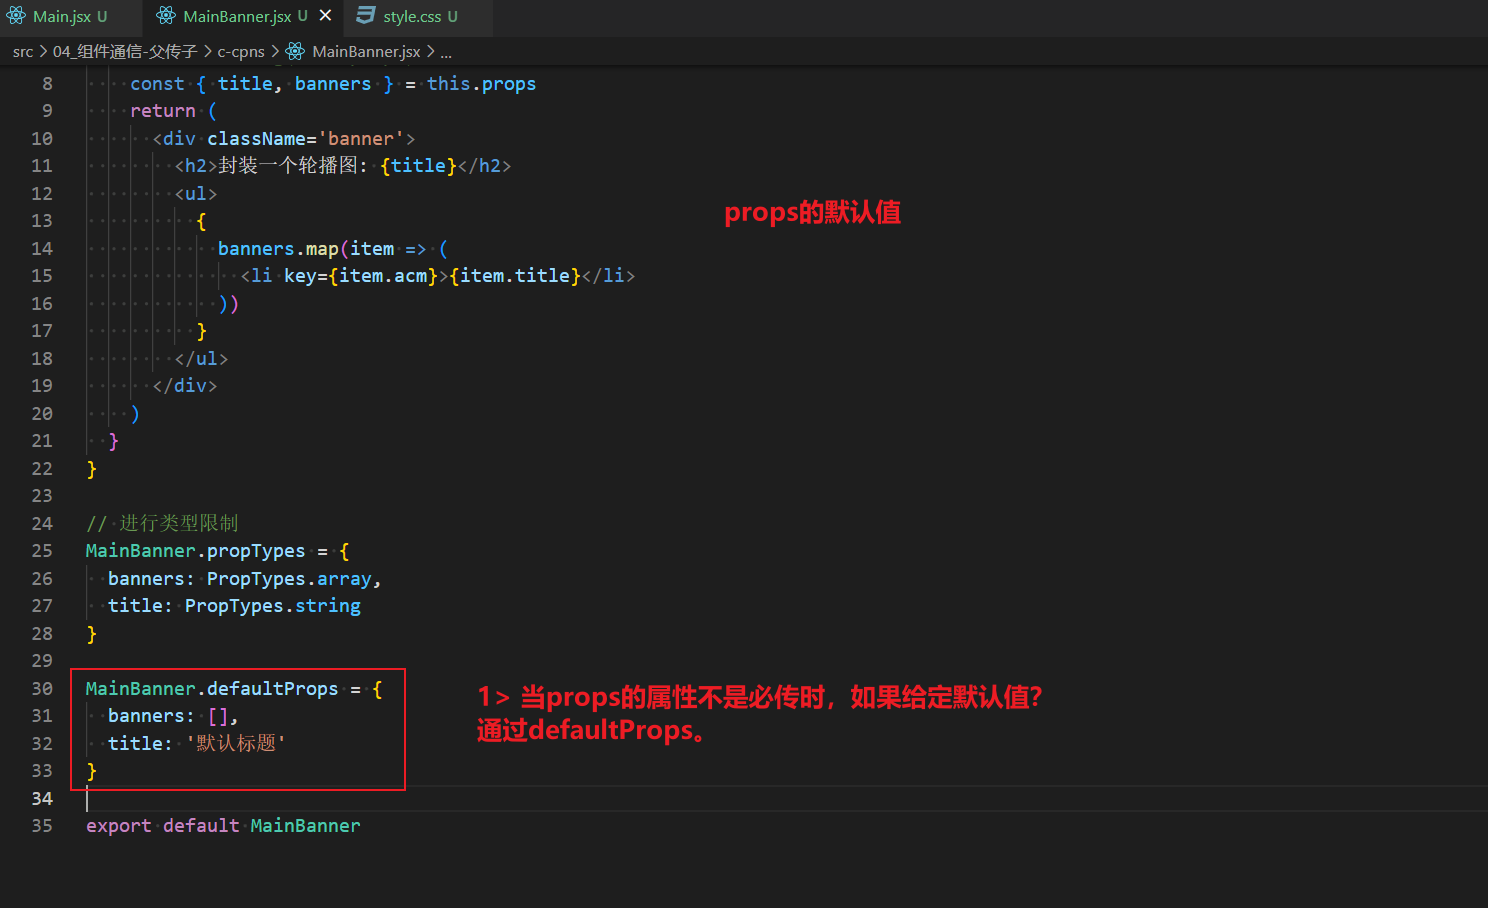 Main.jsx U MainBanner.jsx U × style.css U
src > 04_组件通信-父传子 > c-cpns > MainBanner.jsx > ...
8 const { title, banners } = this.props
9 return (
10 <div className='banner'>
11 <h2>封装一个轮播图: {title}</h2>
12 <ul>
props的默认值
13 {
14 banners.map(item => (
15 <li key={item.acm}>{item.title}</li>
16 ))
17 }
18 </ul>
19 </div>
20 )
21 }
22 }
23
24 // 进行类型限制
25 MainBanner.propTypes = {
26 banners: PropTypes.array,
27 title: PropTypes.string
28 }
29
30 MainBanner.defaultProps = {
31 banners: [],
32 title: '默认标题'
33 }
1> 当props的属性不是必传时，如果给定默认值？
通过defaultProps。
34
35 export default MainBanner